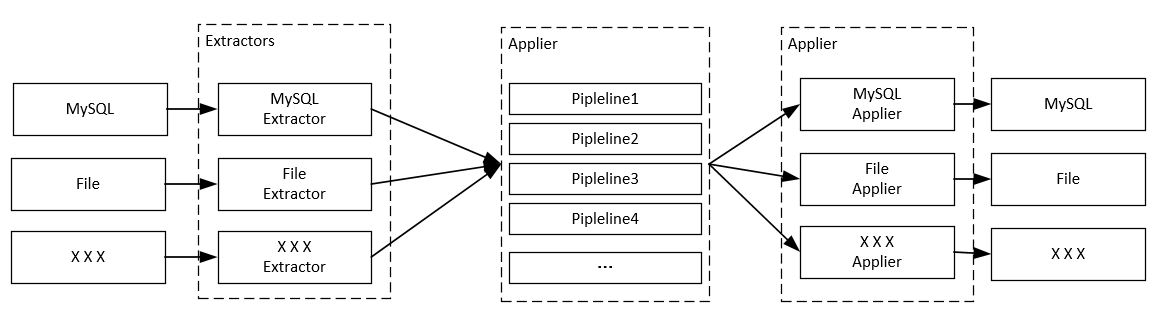 Extractors
Applier
Applier
MySQL
MySQL
Extractor
Pipleline1
MySQL
Applier
MySQL
Pipleline2
File
File
Extractor
Pipleline3
File
Applier
File
Pipleline4
X X X
X X X
Extractor
...
X X X
Applier
X X X